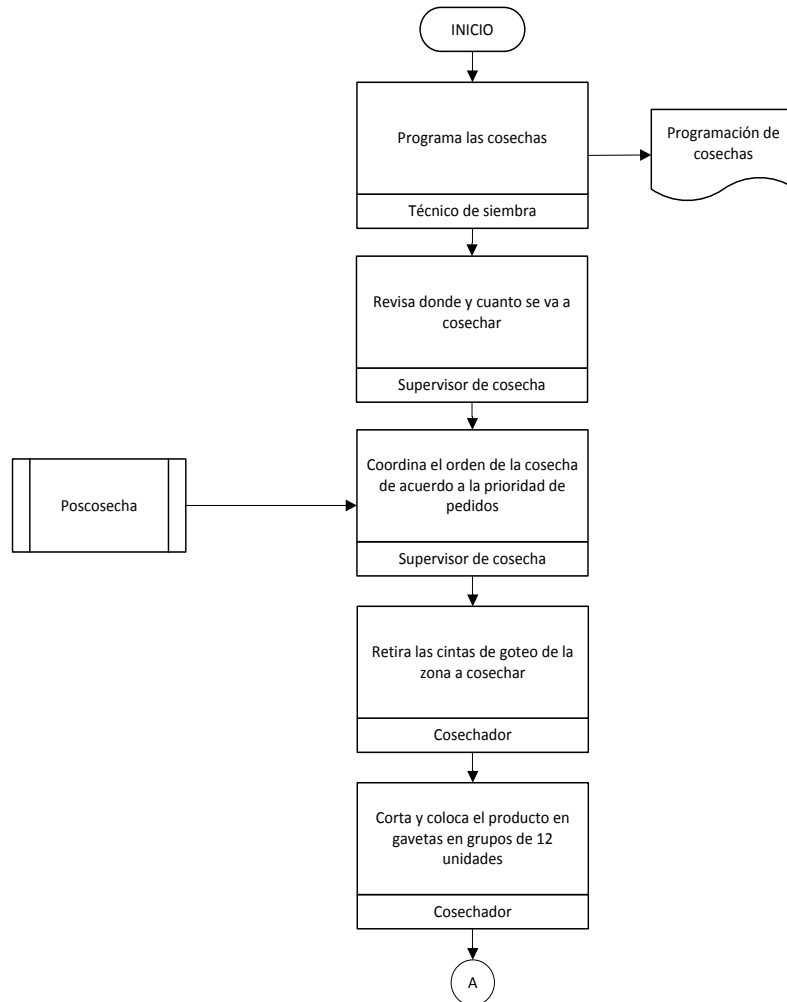 INICIO
Programa las cosechas
Técnico de siembra
Programación de
cosechas
Revisa donde y cuanto se va a
cosechar
Supervisor de cosecha
Poscosecha
Coordina el orden de la cosecha
de acuerdo a la prioridad de
pedidos
Supervisor de cosecha
Retira las cintas de goteo de la
zona a cosechar
Cosechador
Corta y coloca el producto en
gavetas en grupos de 12
unidades
Cosechador
A